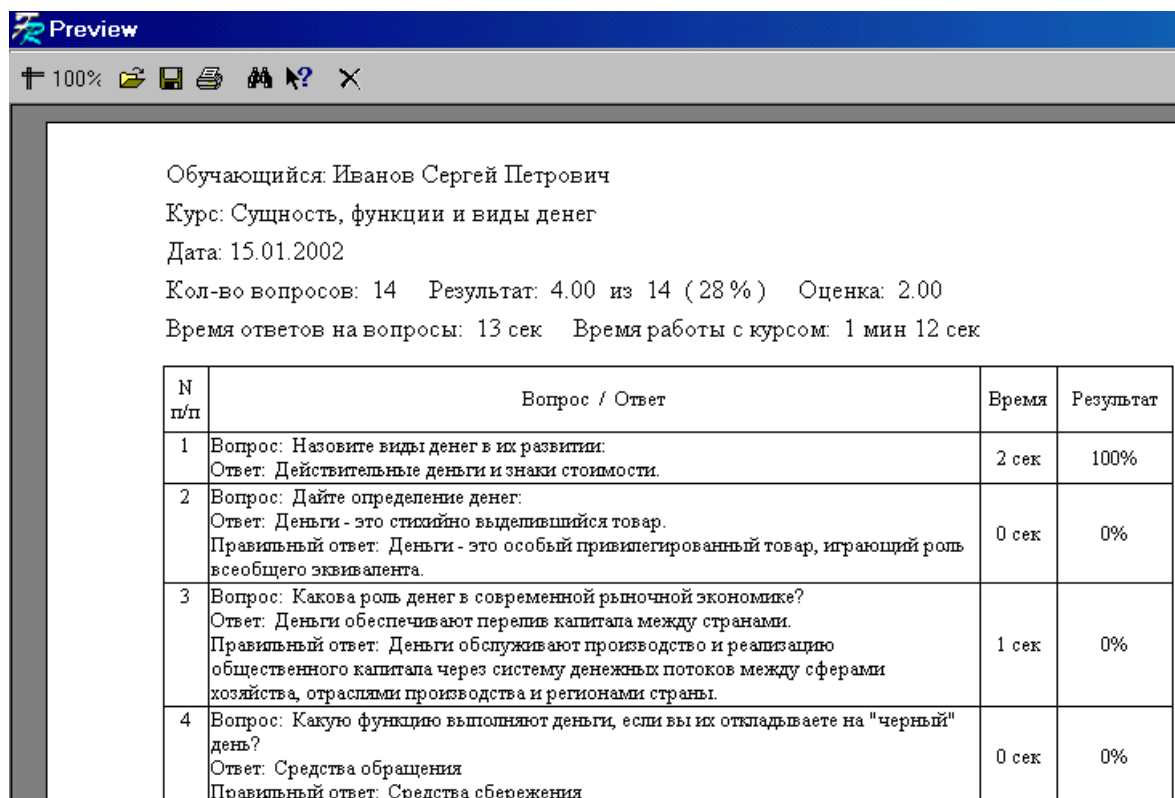 Preview
100%
Обучающийся: Иванов Сергей Петрович
Курс: Сущность, функции и виды денег
Дата: 15.01.2002
Кол-во вопросов: 14 Результат: 4.00 из 14 ( 28 % ) Оценка: 2.00
Время ответов на вопросы: 13 сек Время работы с курсом: 1 мин 12 сек
N п/п Вопрос / Ответ Время Результат
1 Вопрос: Назовите виды денег в их развитии:
Ответ: Действительные деньги и знаки стоимости.
2 сек 100%
2 Вопрос: Дайте определение денег:
Ответ: Деньги - это стихийно выделившийся товар.
Правильный ответ: Деньги - это особый привилегированный товар, играющий роль
всеобщего эквивалента.
0 сек 0%
3 Вопрос: Какова роль денег в современной рыночной экономике?
Ответ: Деньги обеспечивают перелив капитала между странами.
Правильный ответ: Деньги обслуживают производство и реализацию
общественного капитала через систему денежных потоков между сферами
хозяйства, отраслями производства и регионами страны.
1 сек 0%
4 Вопрос: Какую функцию выполняют деньги, если вы их откладываете на "черный"
день?
Ответ: Средства обращения
Правильный ответ: Средства сбережения
0 сек 0%